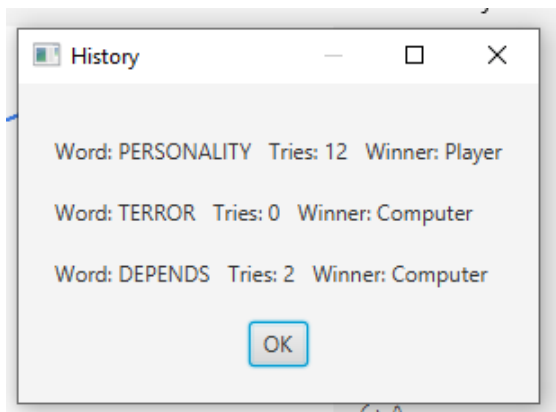 History
Word: PERSONALITY Tries: 12 Winner: Player
Word: TERROR Tries: 0 Winner: Computer
Word: DEPENDS Tries: 2 Winner: Computer
OK